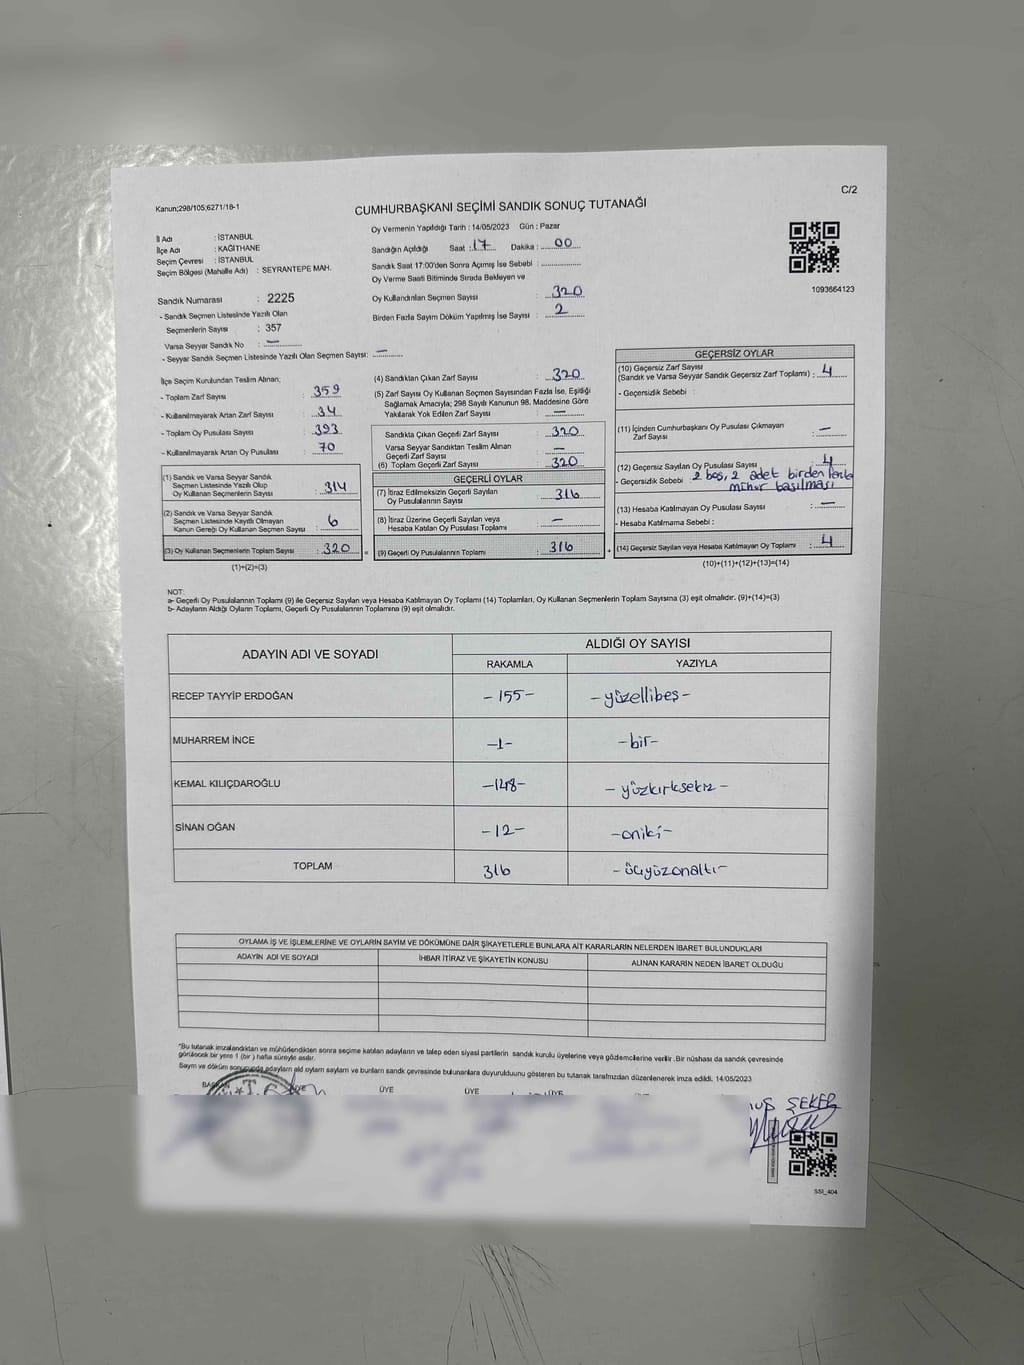 C/2
Kanun;298/105;6271/18-1
CUMHURBAŞKANI SEÇİMİ SANDIK SONUÇ TUTANAĞI
İl Adı : İSTANBUL
İlçe Adı : KAĞITHANE
Seçim Çevresi : İSTANBUL
Seçim Bölgesi (Mahalle Adı) : SEYRANTEPE MAH.
Oy Vermenin Yapıldığı Tarih : 14/05/2023 Gün : Pazar
Sandığın Açıldığı Saat : 17 Dakika : 00
Sandık Saat 17:00'den Sonra Açımış İse Sebebi :
Oy Verme Saati Bitiminde Sırada Bekleyen ve
Oy Kullandırılan Seçmen Sayısı : 320
Birden Fazla Sayım Döküm Yapılmış İse Sayısı : 2
1093664123
Sandık Numarası : 2225
- Sandık Seçmen Listesinde Yazılı Olan
Seçmenlerin Sayısı : 357
Varsa Seyyar Sandık No : —
- Seyyar Sandık Seçmen Listesinde Yazılı Olan Seçmen Sayısı: —
İlçe Seçim Kurulundan Teslim Alınan;
- Toplam Zarf Sayısı : 359
- Kullanılmayarak Artan Zarf Sayısı : 34
- Toplam Oy Pusulası Sayısı : 393
- Kullanılmayarak Artan Oy Pusulası : 70
(1) Sandık ve Varsa Seyyar Sandık
Seçmen Listesinde Yazılı Olup
Oy Kullanan Seçmenlerin Sayısı : 314
(2) Sandık ve Varsa Seyyar Sandık
Seçmen Listesinde Kayıtlı Olmayan
Kanun Gereği Oy Kullanan Seçmen Sayısı : 6
(3) Oy Kullanan Seçmenlerin Toplam Sayısı : 320 =
(1)+(2)=(3)
(4) Sandıktan Çıkan Zarf Sayısı : 320
(5) Zarf Sayısı Oy Kullanan Seçmen Sayısından Fazla İse, Eşitliği
Sağlamak Amacıyla; 298 Sayılı Kanunun 98. Maddesine Göre
Yakılarak Yok Edilen Zarf Sayısı : —
Sandıkta Çıkan Geçerli Zarf Sayısı : 320
Varsa Seyyar Sandıktan Teslim Alınan
Geçerli Zarf Sayısı : —
(6) Toplam Geçerli Zarf Sayısı : 320
GEÇERLİ OYLAR
(7) İtiraz Edilmeksizin Geçerli Sayılan
Oy Pusulalarının Sayısı : 316
(8) İtiraz Üzerine Geçerli Sayılan veya
Hesaba Katılan Oy Pusulası Toplamı : —
(9) Geçerli Oy Pusulalarının Toplamı : 316 +
GEÇERSİZ OYLAR
(10) Geçersiz Zarf Sayısı
(Sandık ve Varsa Seyyar Sandık Geçersiz Zarf Toplamı) : 4
- Geçersizlik Sebebi :
(11) İçinden Cumhurbaşkanı Oy Pusulası Çıkmayan
Zarf Sayısı : —
(12) Geçersiz Sayılan Oy Pusulası Sayısı : 4
- Geçersizlik Sebebi : 2 boş, 2 adet birden fazla
mühür basılması
(13) Hesaba Katılmayan Oy Pusulası Sayısı : —
- Hesaba Katılmama Sebebi :
(14) Geçersiz Sayılan veya Hesaba Katılmayan Oy Toplamı : 4
(10)+(11)+(12)+(13)=(14)
NOT:
a- Geçerli Oy Pusulalarının Toplamı (9) ile Geçersiz Sayılan veya Hesaba Katılmayan Oy Toplamı (14) Toplamları, Oy Kullanan Seçmenlerin Toplam Sayısına (3) eşit olmalıdır. (9)+(14)=(3)
b- Adayların Aldığı Oyların Toplamı, Geçerli Oy Pusulalarının Toplamına (9) eşit olmalıdır.
ADAYIN ADI VE SOYADI
ALDIĞI OY SAYISI
RAKAMLA YAZIYLA
RECEP TAYYİP ERDOĞAN -155- -yüzellibeş-
MUHARREM İNCE -1- -bir-
KEMAL KILIÇDAROĞLU -148- -yüzkırksekiz-
SİNAN OĞAN -12- -oniki-
TOPLAM 316 -üçyüzonaltı-
OYLAMA İŞ VE İŞLEMLERİNE VE OYLARIN SAYIM VE DÖKÜMÜNE DAİR ŞİKAYETLERLE BUNLARA AİT KARARLARIN NELERDEN İBARET BULUNDUKLARI
ADAYIN ADI VE SOYADI İHBAR İTİRAZ VE ŞİKAYETİN KONUSU ALINAN KARARIN NEDEN İBARET OLDUĞU
*Bu tutanak imzalandıktan ve mühürlendikten sonra seçime katılan adayların ve talep eden siyasi partilerin sandık kurulu üyelerine veya gözlemcilerine verilir .Bir nüshası da sandık çevresinde
görülecek bir yere 1 (bir ) hafta süreyle asılır.
Sayım ve döküm sonucunda adayların ald oyların sayların ve bunların sandık çevresinde bulunanlara duyurulduunu gösteren bu tutanak tarafımızdan düzenlenerek imza edildi. 14/05/2023
ÜYE ÜYE ÜYE
ŞEKER
SSI_404